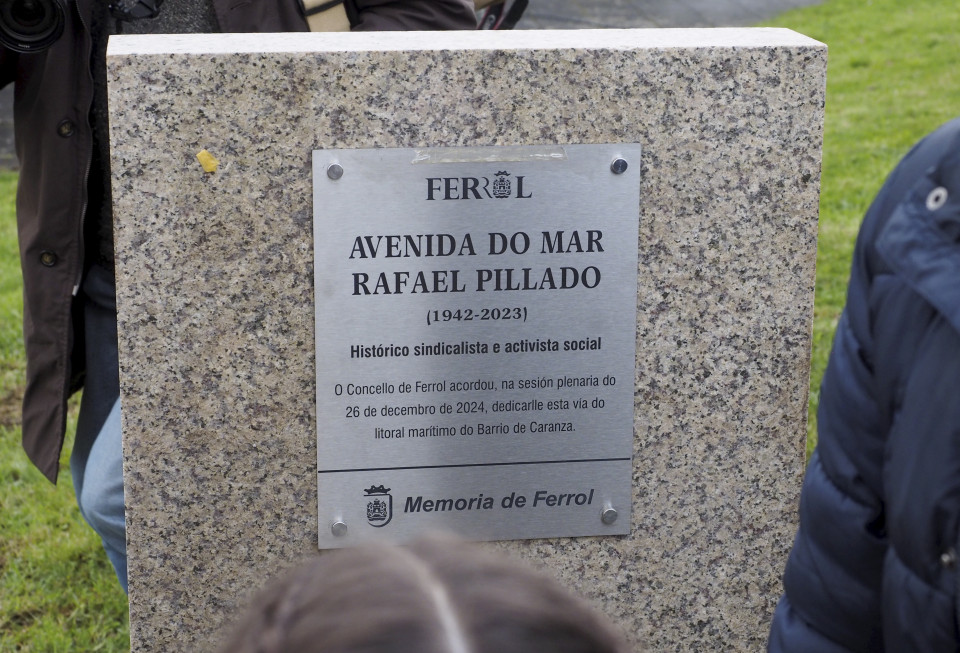 FERROL
AVENIDA DO MAR
RAFAEL PILLADO
(1942-2023)
Histórico sindicalista e activista social
O Concello de Ferrol acordou, na sesión plenaria do
26 de decembro de 2024, dedicarlle esta vía do
litoral marítimo do Barrio de Caranza.
Memoria de Ferrol